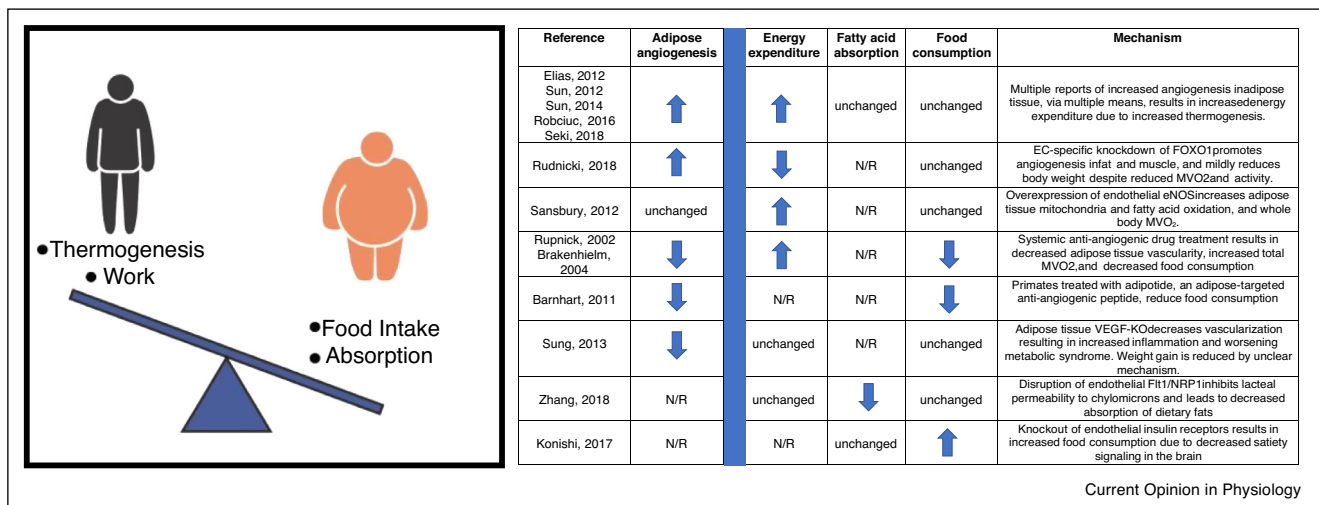 •Thermogenesis
• Work
•Food Intake
• Absorption
Reference
Adipose
angiogenesis
Energy
expenditure
Fatty acid
absorption
Food
consumption
Mechanism
Elias, 2012
Sun, 2012
Sun, 2014
Robciuc, 2016
Seki, 2018
unchanged
unchanged
Multiple reports of increased angiogenesis inadipose
tissue, via multiple means, results in increasedenergy
expenditure due to increased thermogenesis.
Rudnicki, 2018
N/R
unchanged
EC-specific knockdown of FOXO1promotes
angiogenesis infat and muscle, and mildly reduces
body weight despite reduced MVO2and activity.
Sansbury, 2012
unchanged
N/R
unchanged
Overexpression of endothelial eNOSincreases adipose
tissue mitochondria and fatty acid oxidation, and whole
body MVO₂.
Rupnick, 2002
Brakenhielm,
2004
N/R
Systemic anti-angiogenic drug treatment results in
decreased adipose tissue vascularity, increased total
MVO2,and decreased food consumption
Barnhart, 2011
N/R
N/R
Primates treated with adipotide, an adipose-targeted
anti-angiogenic peptide, reduce food consumption
Sung, 2013
unchanged
N/R
unchanged
Adipose tissue VEGF-KOdecreases vascularization
resulting in increased inflammation and worsening
metabolic syndrome. Weight gain is reduced by unclear
mechanism.
Zhang, 2018
N/R
unchanged
unchanged
Disruption of endothelial Flt1/NRP1inhibits lacteal
permeability to chylomicrons and leads to decreased
absorption of dietary fats
Konishi, 2017
N/R
N/R
unchanged
Knockout of endothelial insulin receptors results in
increased food consumption due to decreased satiety
signaling in the brain
Current Opinion in Physiology